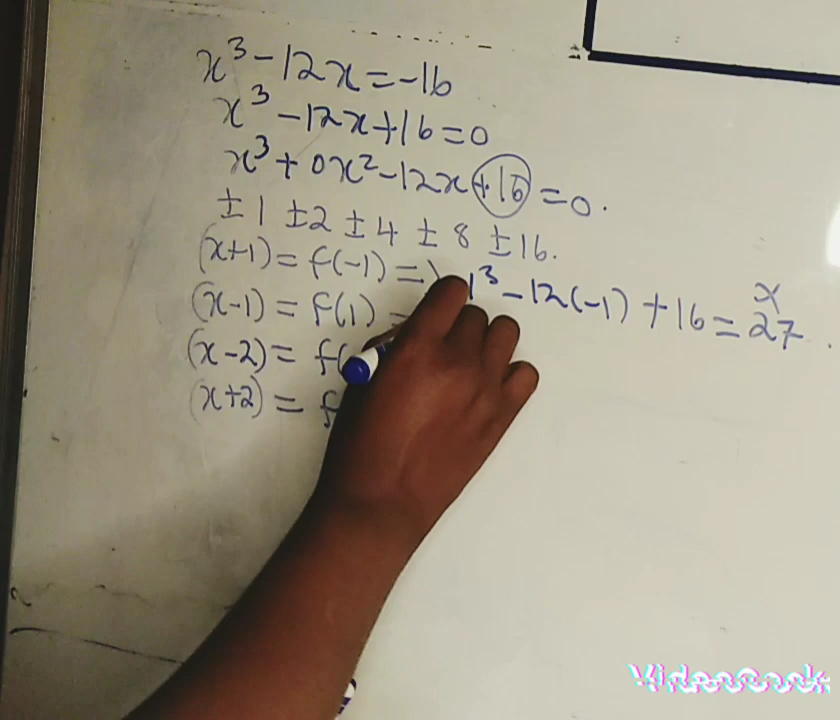 x³ - 12x = -16
x³ - 12x + 16 = 0
x³ + 0x² - 12x + 16 = 0.
±1 ±2 ±4 ±8 ±16.
(x+1) = f(-1) = 1³ - 12(-1) + 16 = 27 x
(x-1) = f(1) =
(x-2) = f(
(x+2) = f
VideoCook